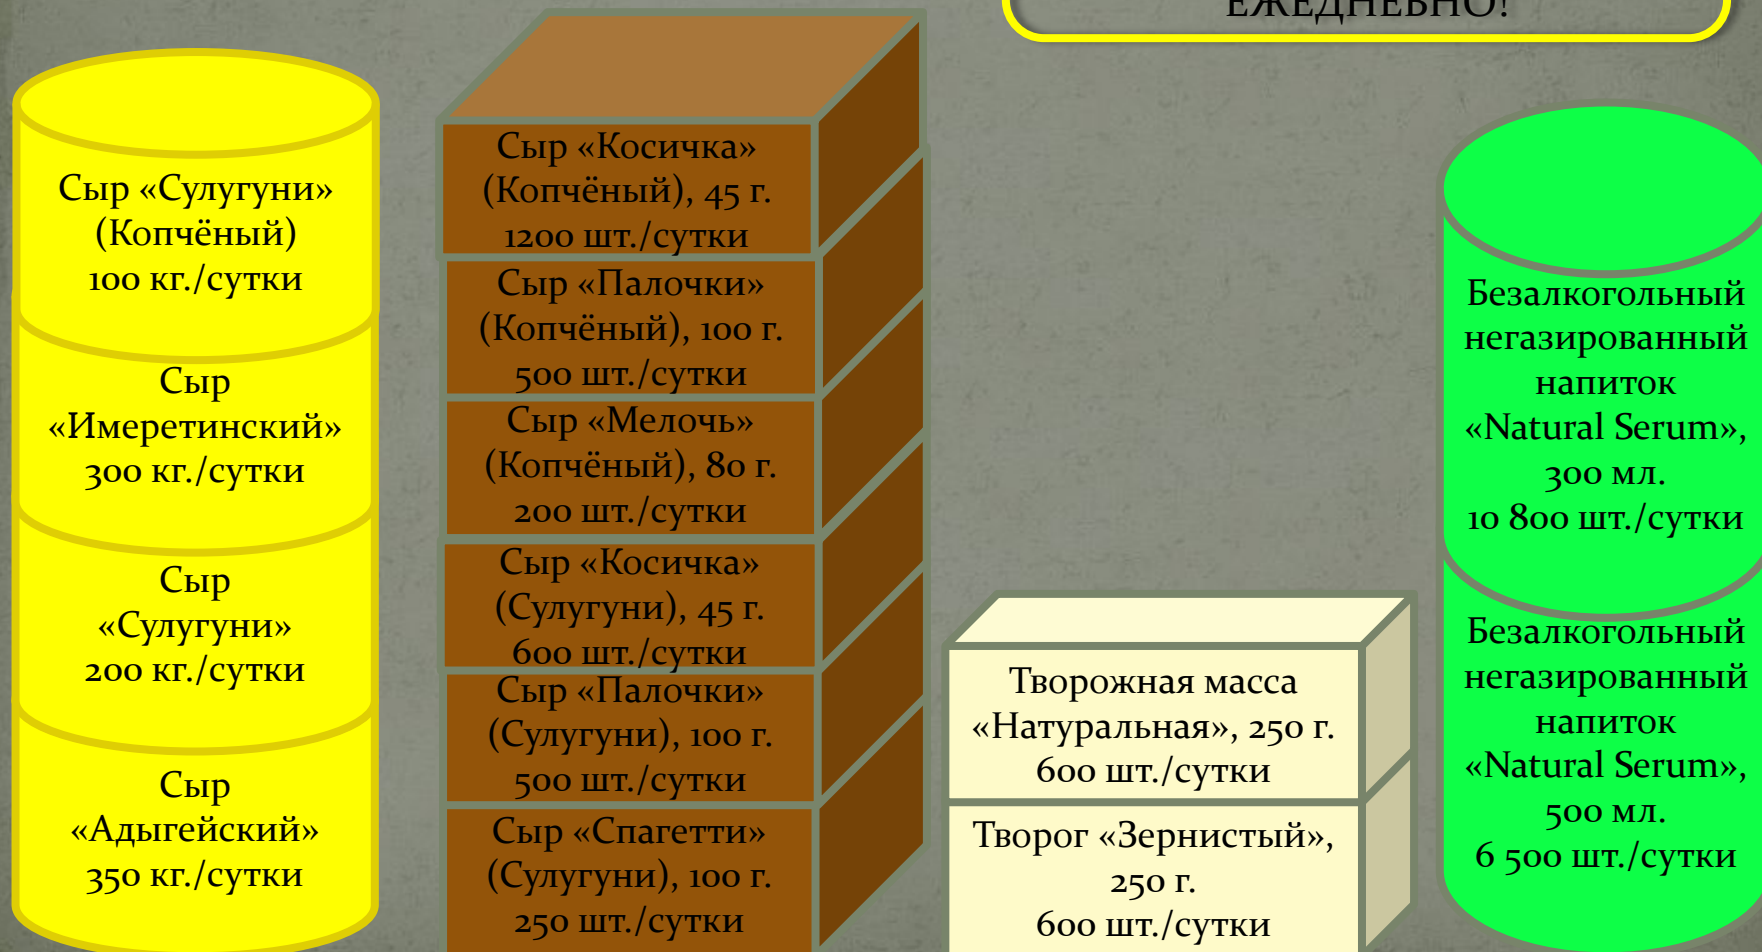 ЕЖЕДНЕВНО!
Сыр «Сулугуни»
(Копчёный)
100 кг./сутки
Сыр
«Имеретинский»
300 кг./сутки
Сыр
«Сулугуни»
200 кг./сутки
Сыр
«Адыгейский»
350 кг./сутки
Сыр «Косичка»
(Копчёный), 45 г.
1200 шт./сутки
Сыр «Палочки»
(Копчёный), 100 г.
500 шт./сутки
Сыр «Мелочь»
(Копчёный), 80 г.
200 шт./сутки
Сыр «Косичка»
(Сулугуни), 45 г.
600 шт./сутки
Сыр «Палочки»
(Сулугуни), 100 г.
500 шт./сутки
Сыр «Спагетти»
(Сулугуни), 100 г.
250 шт./сутки
Творожная масса
«Натуральная», 250 г.
600 шт./сутки
Творог «Зернистый»,
250 г.
600 шт./сутки
Безалкогольный
негазированный
напиток
«Natural Serum»,
300 мл.
10 800 шт./сутки
Безалкогольный
негазированный
напиток
«Natural Serum»,
500 мл.
6 500 шт./сутки